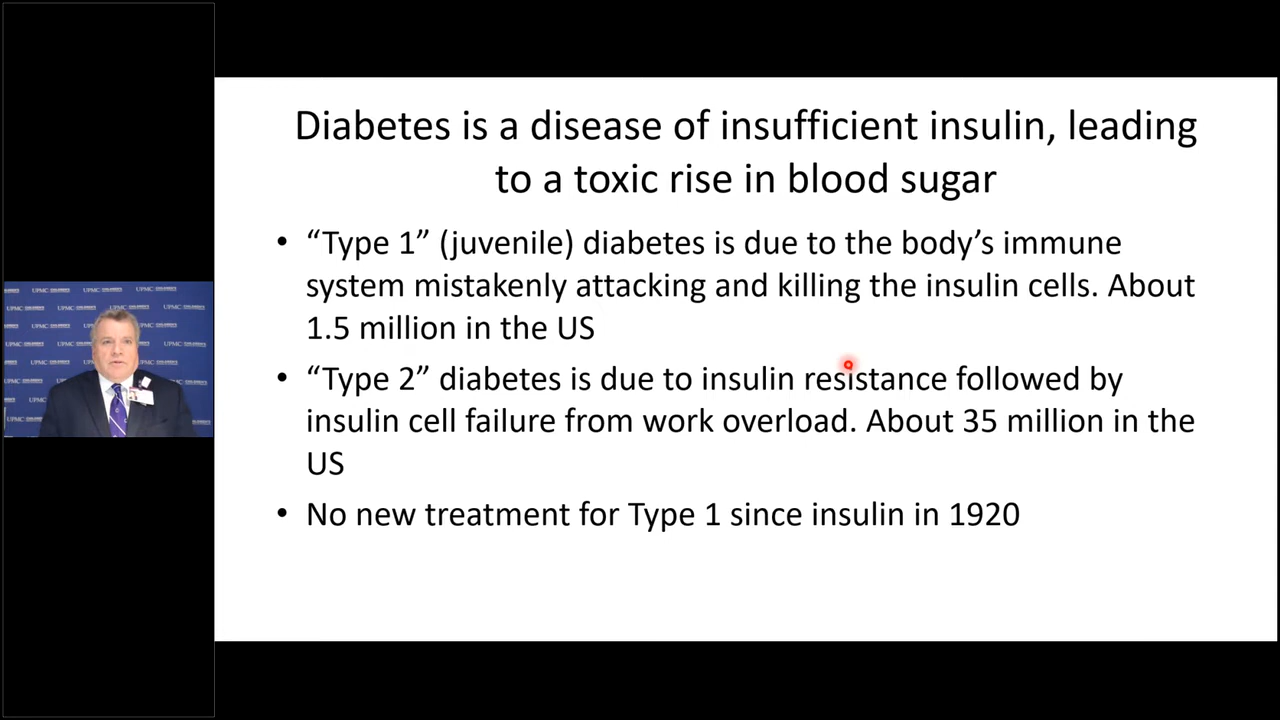 Diabetes is a disease of insufficient insulin, leading
to a toxic rise in blood sugar
• “Type 1” (juvenile) diabetes is due to the body’s immune
system mistakenly attacking and killing the insulin cells. About
1.5 million in the US
• “Type 2” diabetes is due to insulin resistance followed by
insulin cell failure from work overload. About 35 million in the
US
• No new treatment for Type 1 since insulin in 1920
UPMC